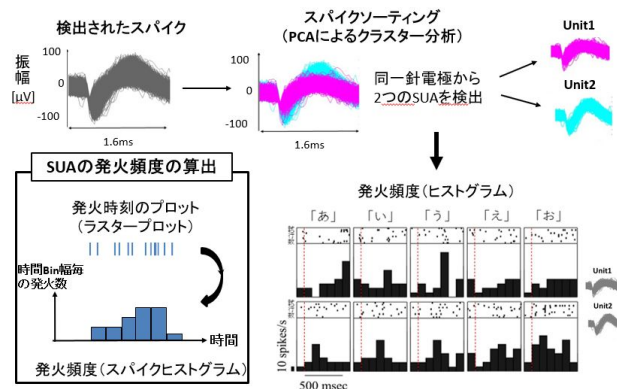 検出されたスパイク
振幅
[μV]
100
0
-100
1.6ms
スパイクソーティング
(PCAによるクラスター分析)
100
0
-100
1.6ms
同一針電極から
2つのSUAを検出
Unit1
Unit2
SUAの発火頻度の算出
発火時刻のプロット
(ラスタープロット)
時間Bin幅毎
の発火数
時間
発火頻度(スパイクヒストグラム)
発火頻度(ヒストグラム)
「あ」 「い」 「う」 「え」 「お」
Unit1
Unit2
10 spikes/s
500 msec